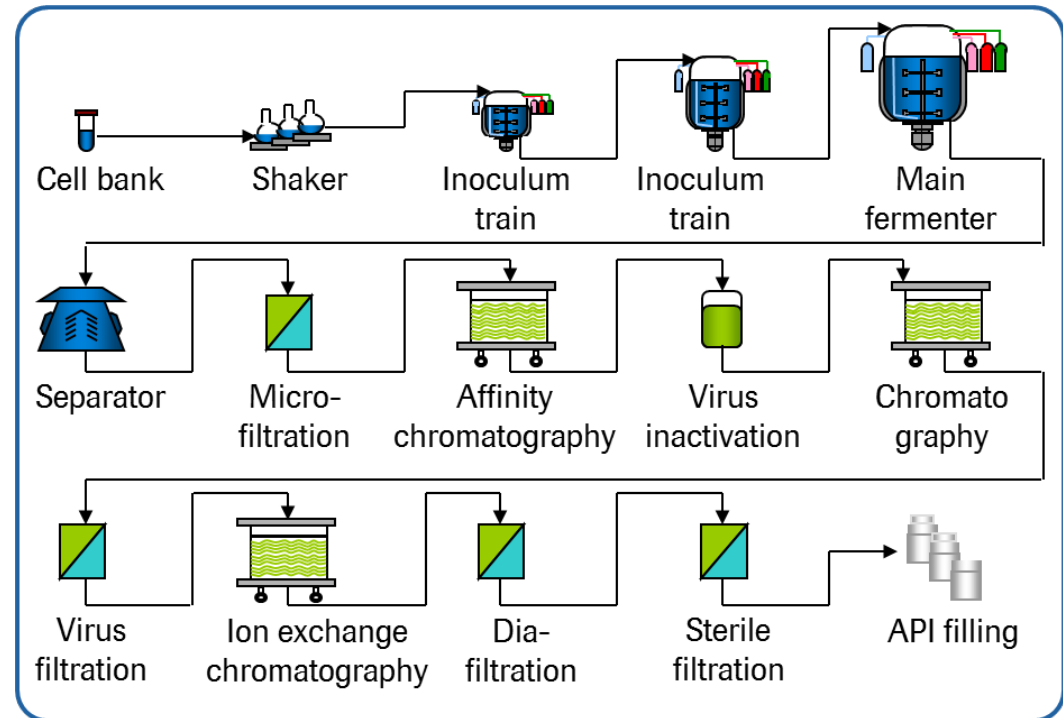 Cell bank
Shaker
Inoculum
train
Inoculum
train
Main
fermenter
Separator
Micro-
filtration
Affinity
chromatography
Virus
inactivation
Chromato
graphy
Virus
filtration
Ion exchange
chromatography
Dia-
filtration
Sterile
filtration
API filling